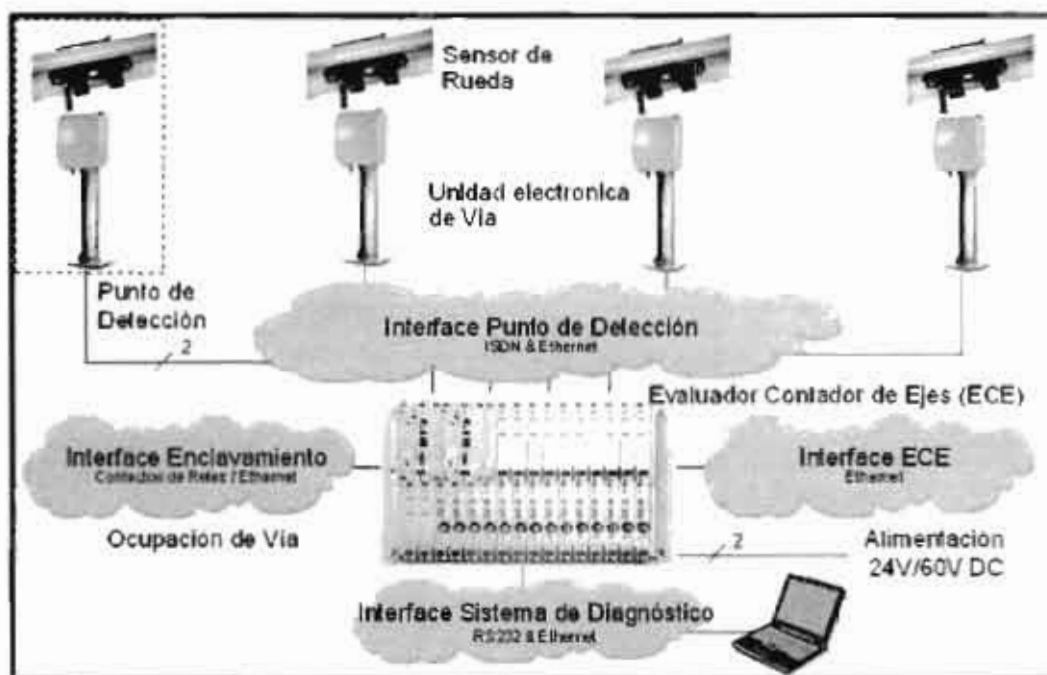 Sensor de
Rueda
Unidad electronica
de Via
Punto de
Detección
2
Interface Punto de Detección
ISDN & Ethernet
Evaluador Contador de Ejes (ECE)
Interface Enclavamiento
Contactos de Reles / Ethernet
Interface ECE
Ethernet
Ocupacion de Via
2
Alimentación
24V/60V DC
Interface Sistema de Diagnóstico
RS232 & Ethernet